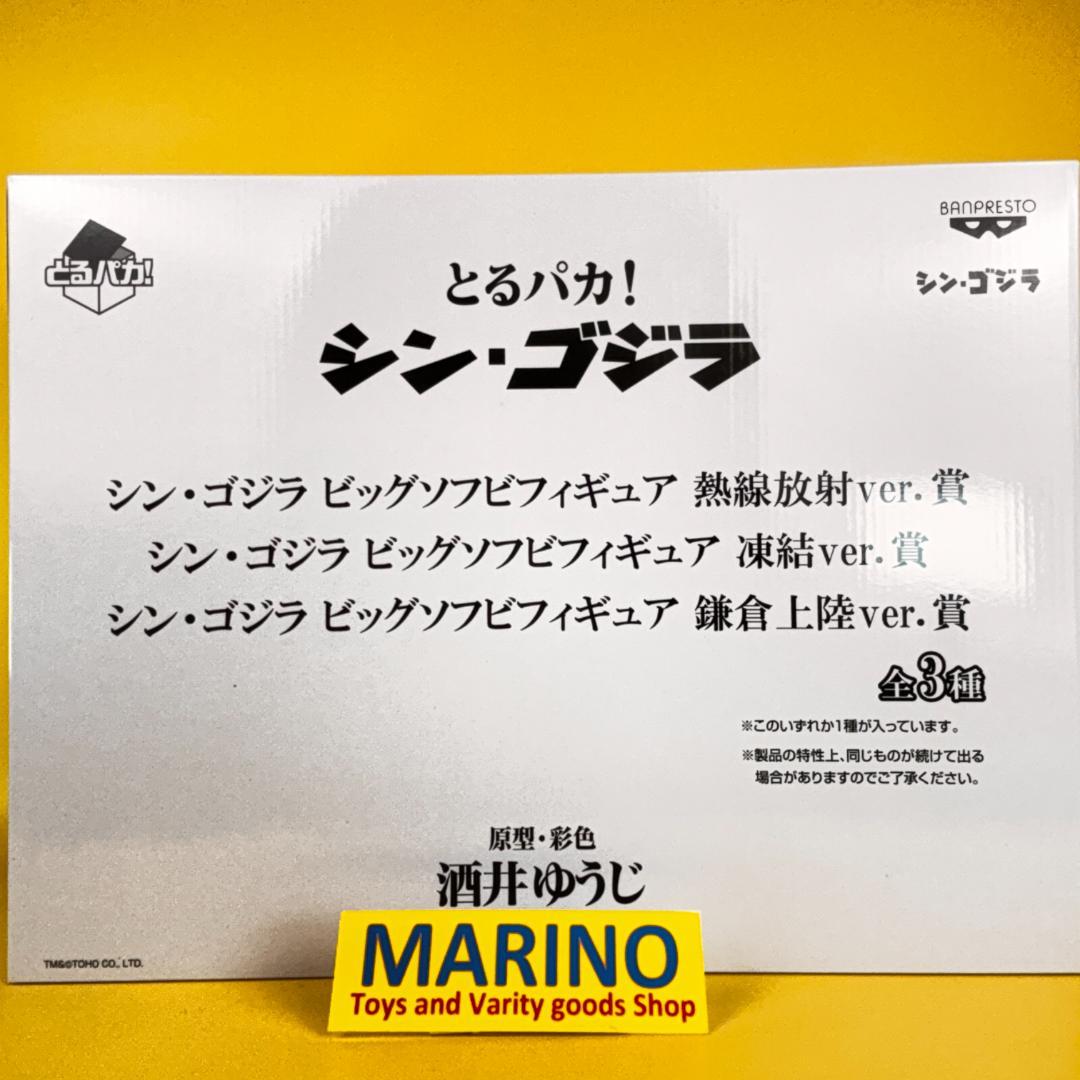 とるパカ!
BANPRESTO
シン・ゴジラ
とるパカ!
シン・ゴジラ
シン・ゴジラ ビッグソフビフィギュア 熱線放射ver.賞
シン・ゴジラ ビッグソフビフィギュア 凍結ver.賞
シン・ゴジラ ビッグソフビフィギュア 鎌倉上陸ver.賞
全3種
※このいずれか1種が入っています。
※製品の特性上、同じものが続けて出る
場合がありますのでご了承ください。
原型・彩色
酒井ゆうじ
TM&©TOHO CO., LTD.
MARINO
Toys and Varity goods Shop